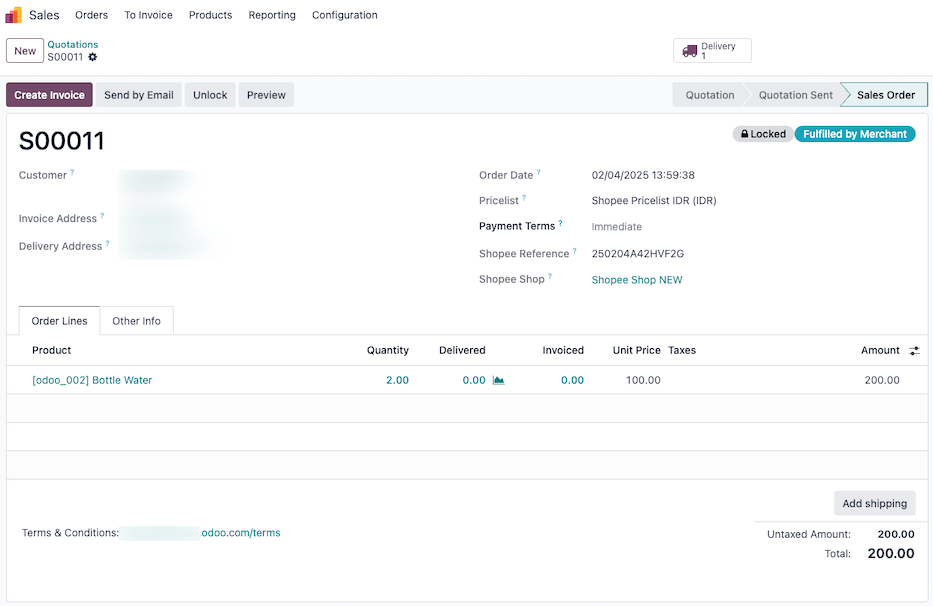 Sales Orders To Invoice Products Reporting Configuration
New Quotations
S00011
Delivery
1
Create Invoice Send by Email Unlock Preview Quotation Quotation Sent Sales Order
S00011
Locked Fulfilled by Merchant
Customer ?
Invoice Address ?
Delivery Address ?
Order Date ? 02/04/2025 13:59:38
Pricelist ? Shopee Pricelist IDR (IDR)
Payment Terms ? Immediate
Shopee Reference ? 250204A42HVF2G
Shopee Shop ? Shopee Shop NEW
Order Lines Other Info
Product Quantity Delivered Invoiced Unit Price Taxes Amount
[odoo_002] Bottle Water 2.00 0.00 0.00 100.00 200.00
Add shipping
Terms & Conditions: odoo.com/terms
Untaxed Amount: 200.00
Total: 200.00